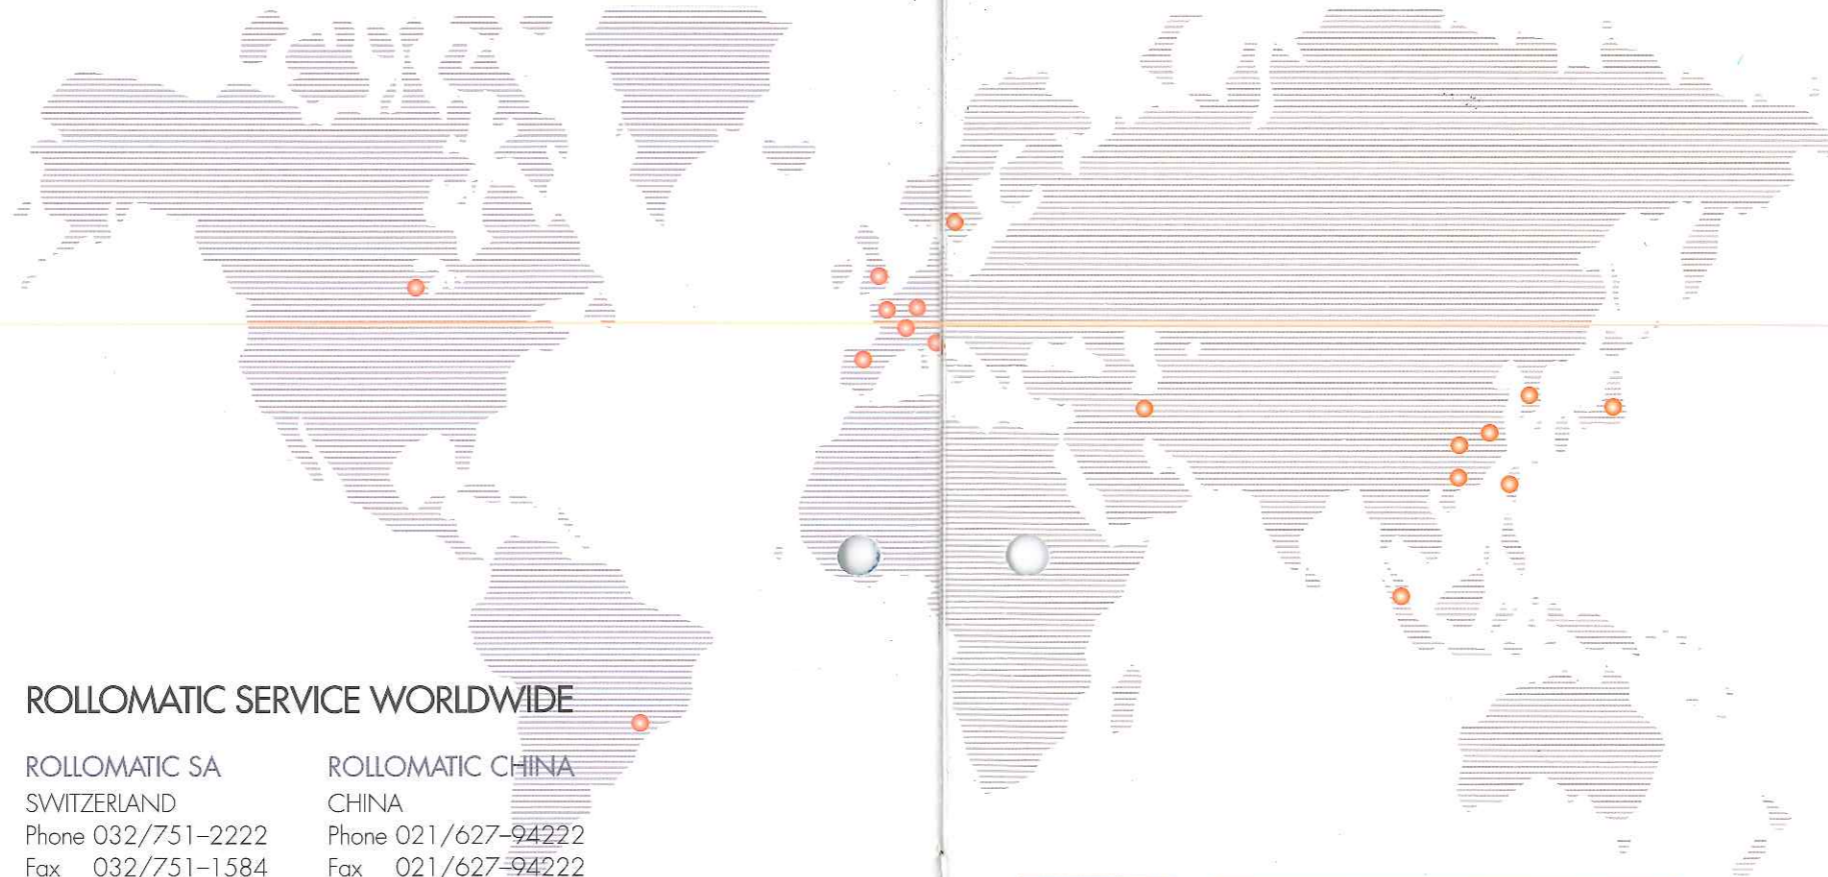 ROLLOMATIC SERVICE WORLDWIDE
ROLLOMATIC SA
SWITZERLAND
Phone 032/751–2222
Fax 032/751–1584
ROLLOMATIC CHINA
CHINA
Phone 021/627–94222
Fax 021/627–94222